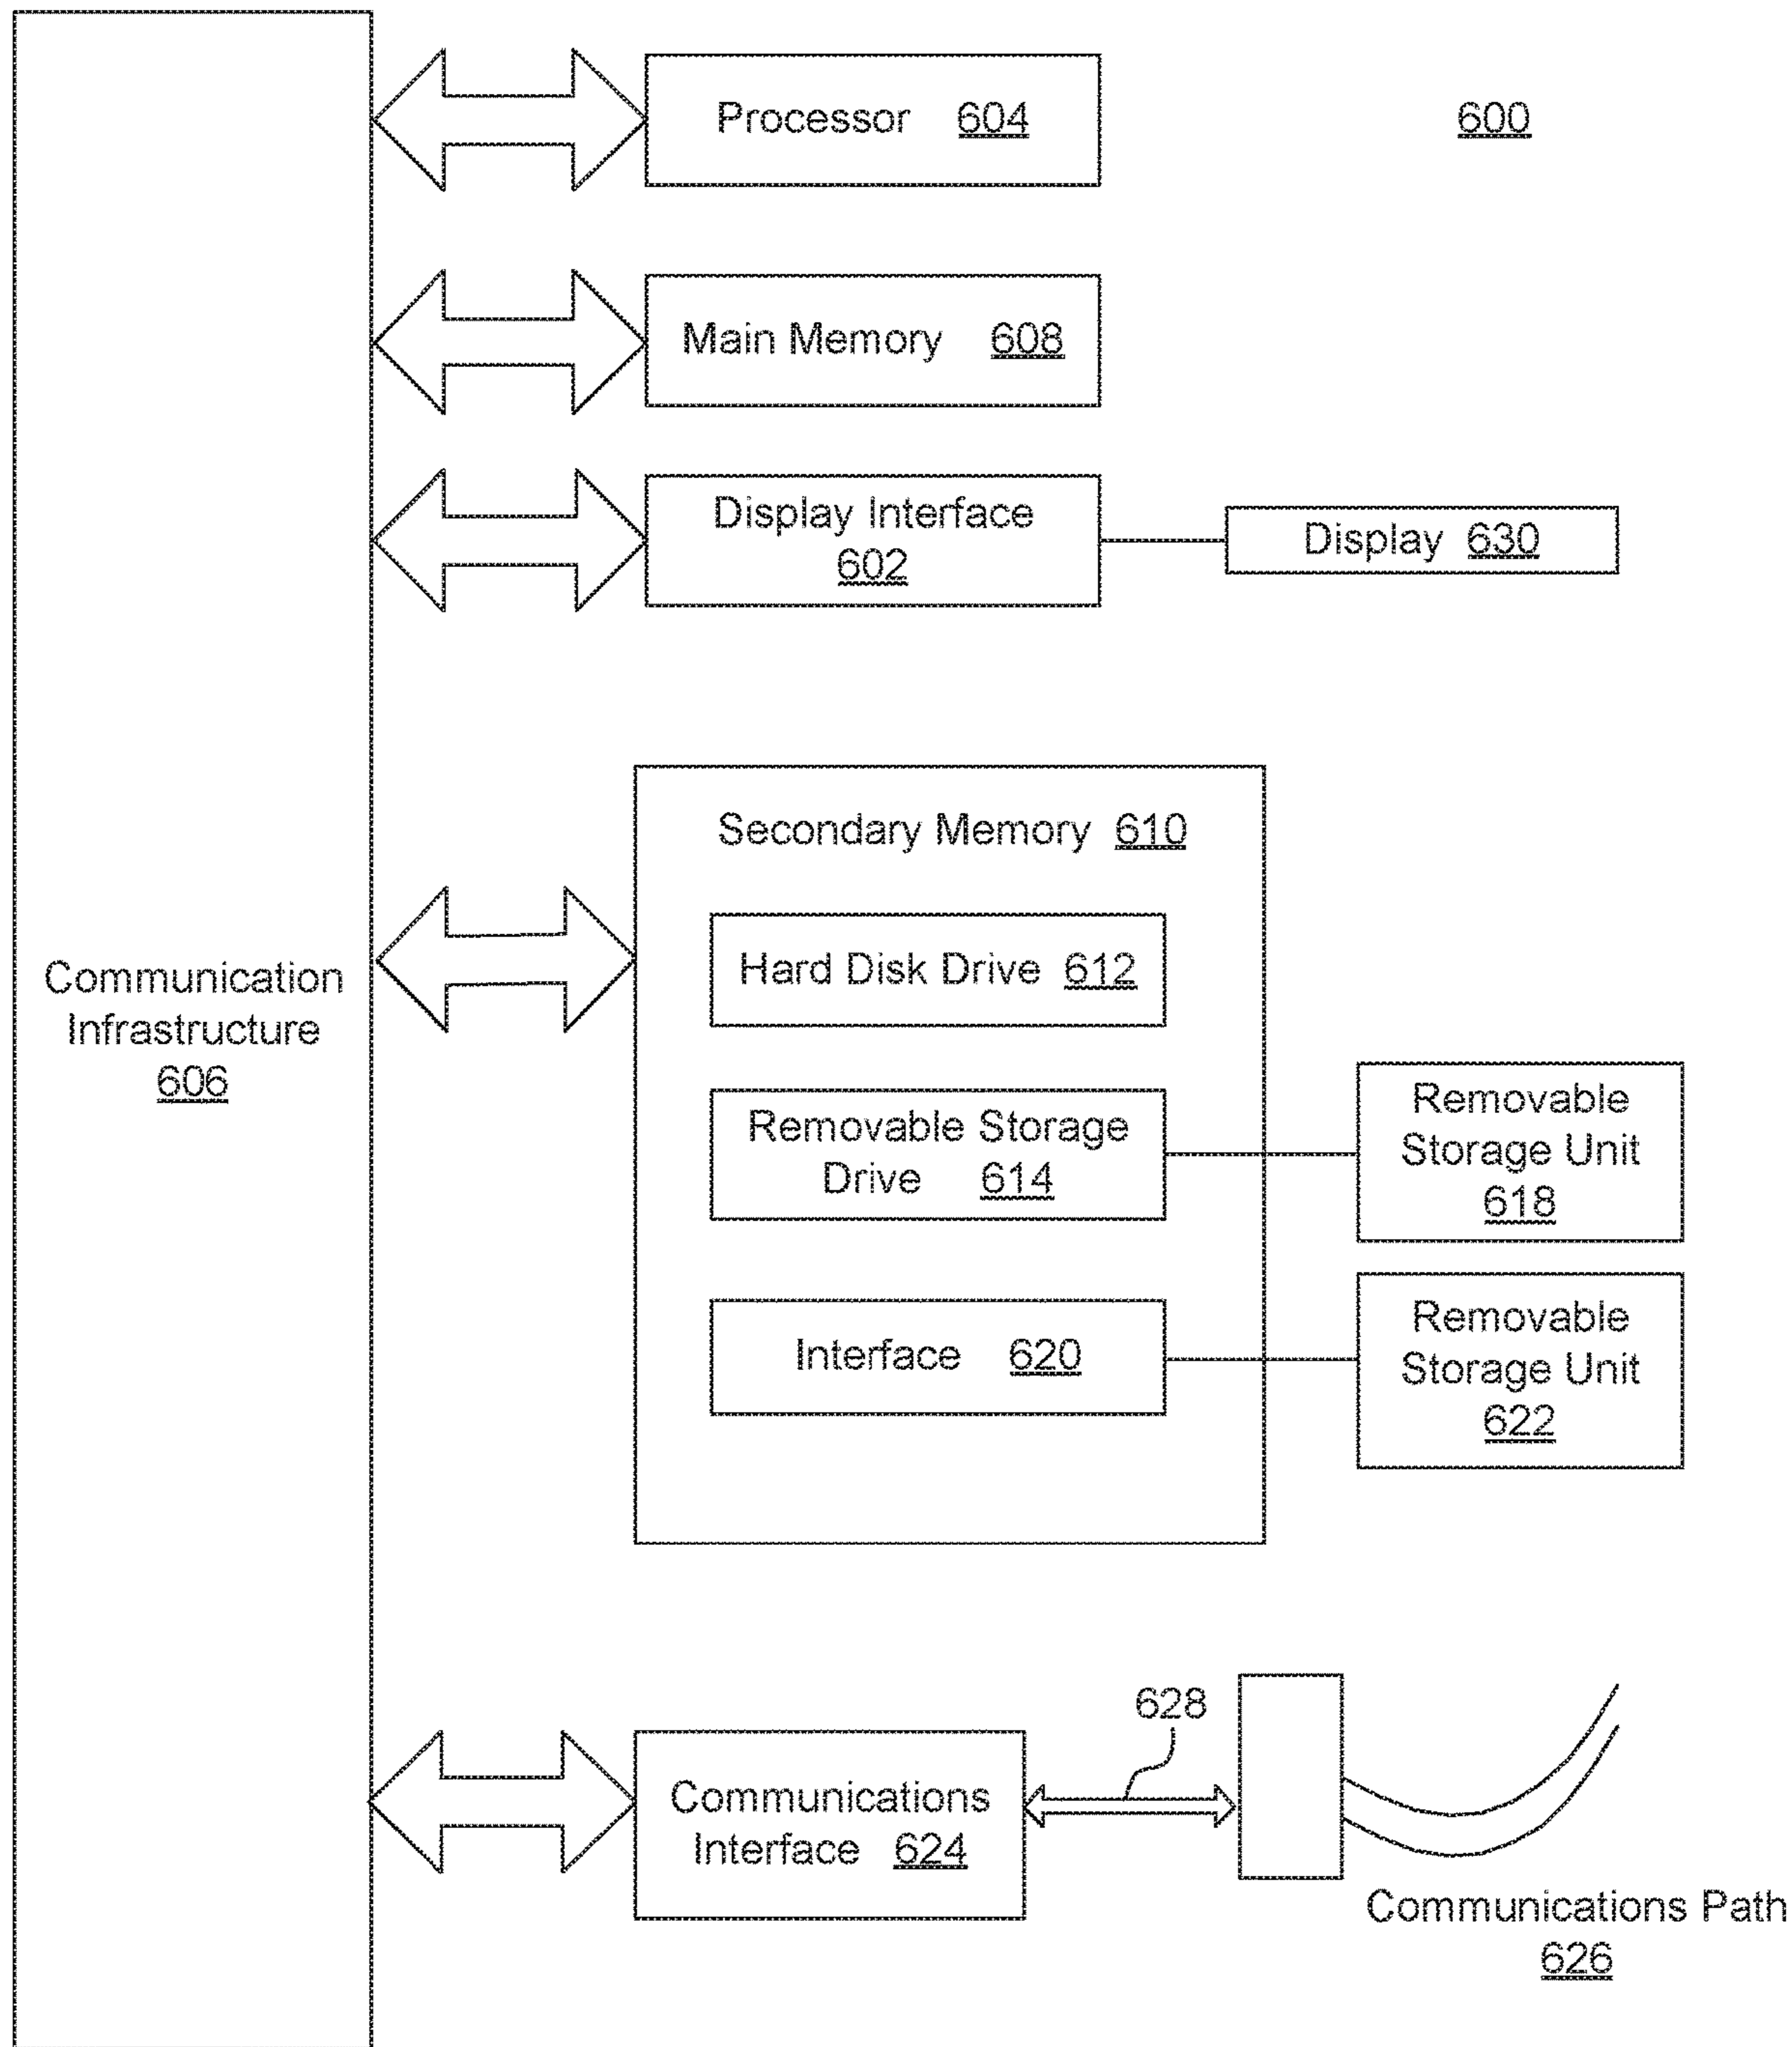 Processor 604
600
Main Memory 608
Display Interface
602
Display 630
Secondary Memory 610
Hard Disk Drive 612
Communication
Infrastructure
606
Removable Storage
Drive 614
Removable
Storage Unit
618
Interface 620
Removable
Storage Unit
622
628
Communications
Interface 624
Communications Path
626